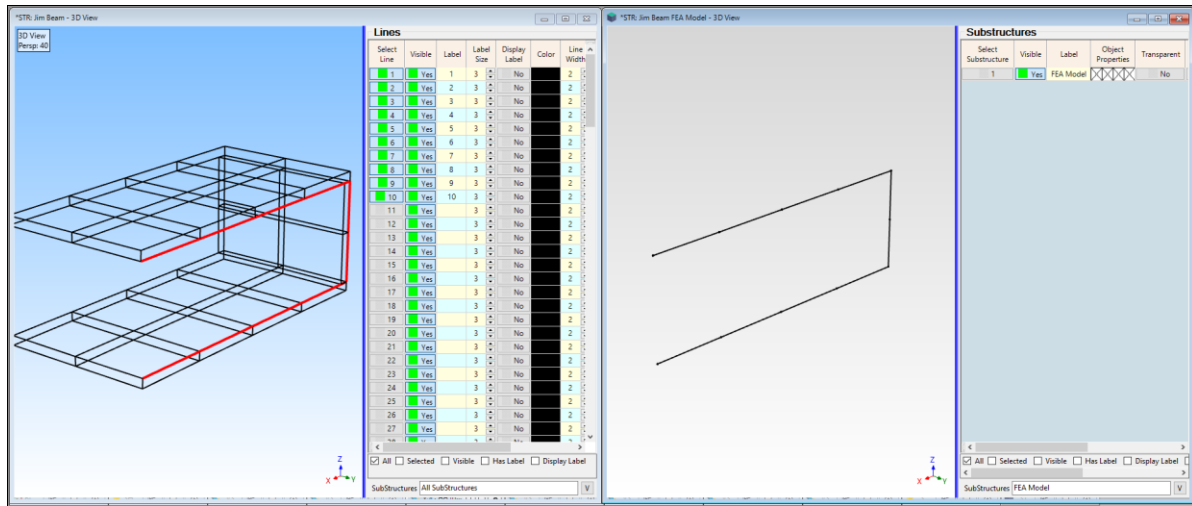 *STR: Jim Beam - 3D View
3D View
Persp: 40
Lines
Select Line Visible Label Label Size Display Label Color Line Width
1 Yes 1 3 No 2
2 Yes 2 3 No 2
3 Yes 3 3 No 2
4 Yes 4 3 No 2
5 Yes 5 3 No 2
6 Yes 6 3 No 2
7 Yes 7 3 No 2
8 Yes 8 3 No 2
9 Yes 9 3 No 2
10 Yes 10 3 No 2
11 Yes 3 No 2
12 Yes 3 No 2
13 Yes 3 No 2
14 Yes 3 No 2
15 Yes 3 No 2
16 Yes 3 No 2
17 Yes 3 No 2
18 Yes 3 No 2
19 Yes 3 No 2
20 Yes 3 No 2
21 Yes 3 No 2
22 Yes 3 No 2
23 Yes 3 No 2
24 Yes 3 No 2
25 Yes 3 No 2
26 Yes 3 No 2
27 Yes 3 No 2
Z
X Y
All Selected Visible Has Label Display Label
SubStructures All SubStructures V
*STR: Jim Beam FEA Model - 3D View
Substructures
Select Substructure Visible Label Object Properties Transparent
1 Yes FEA Model No
Z
X Y
All Selected Visible Has Label Display Label
SubStructures FEA Model V